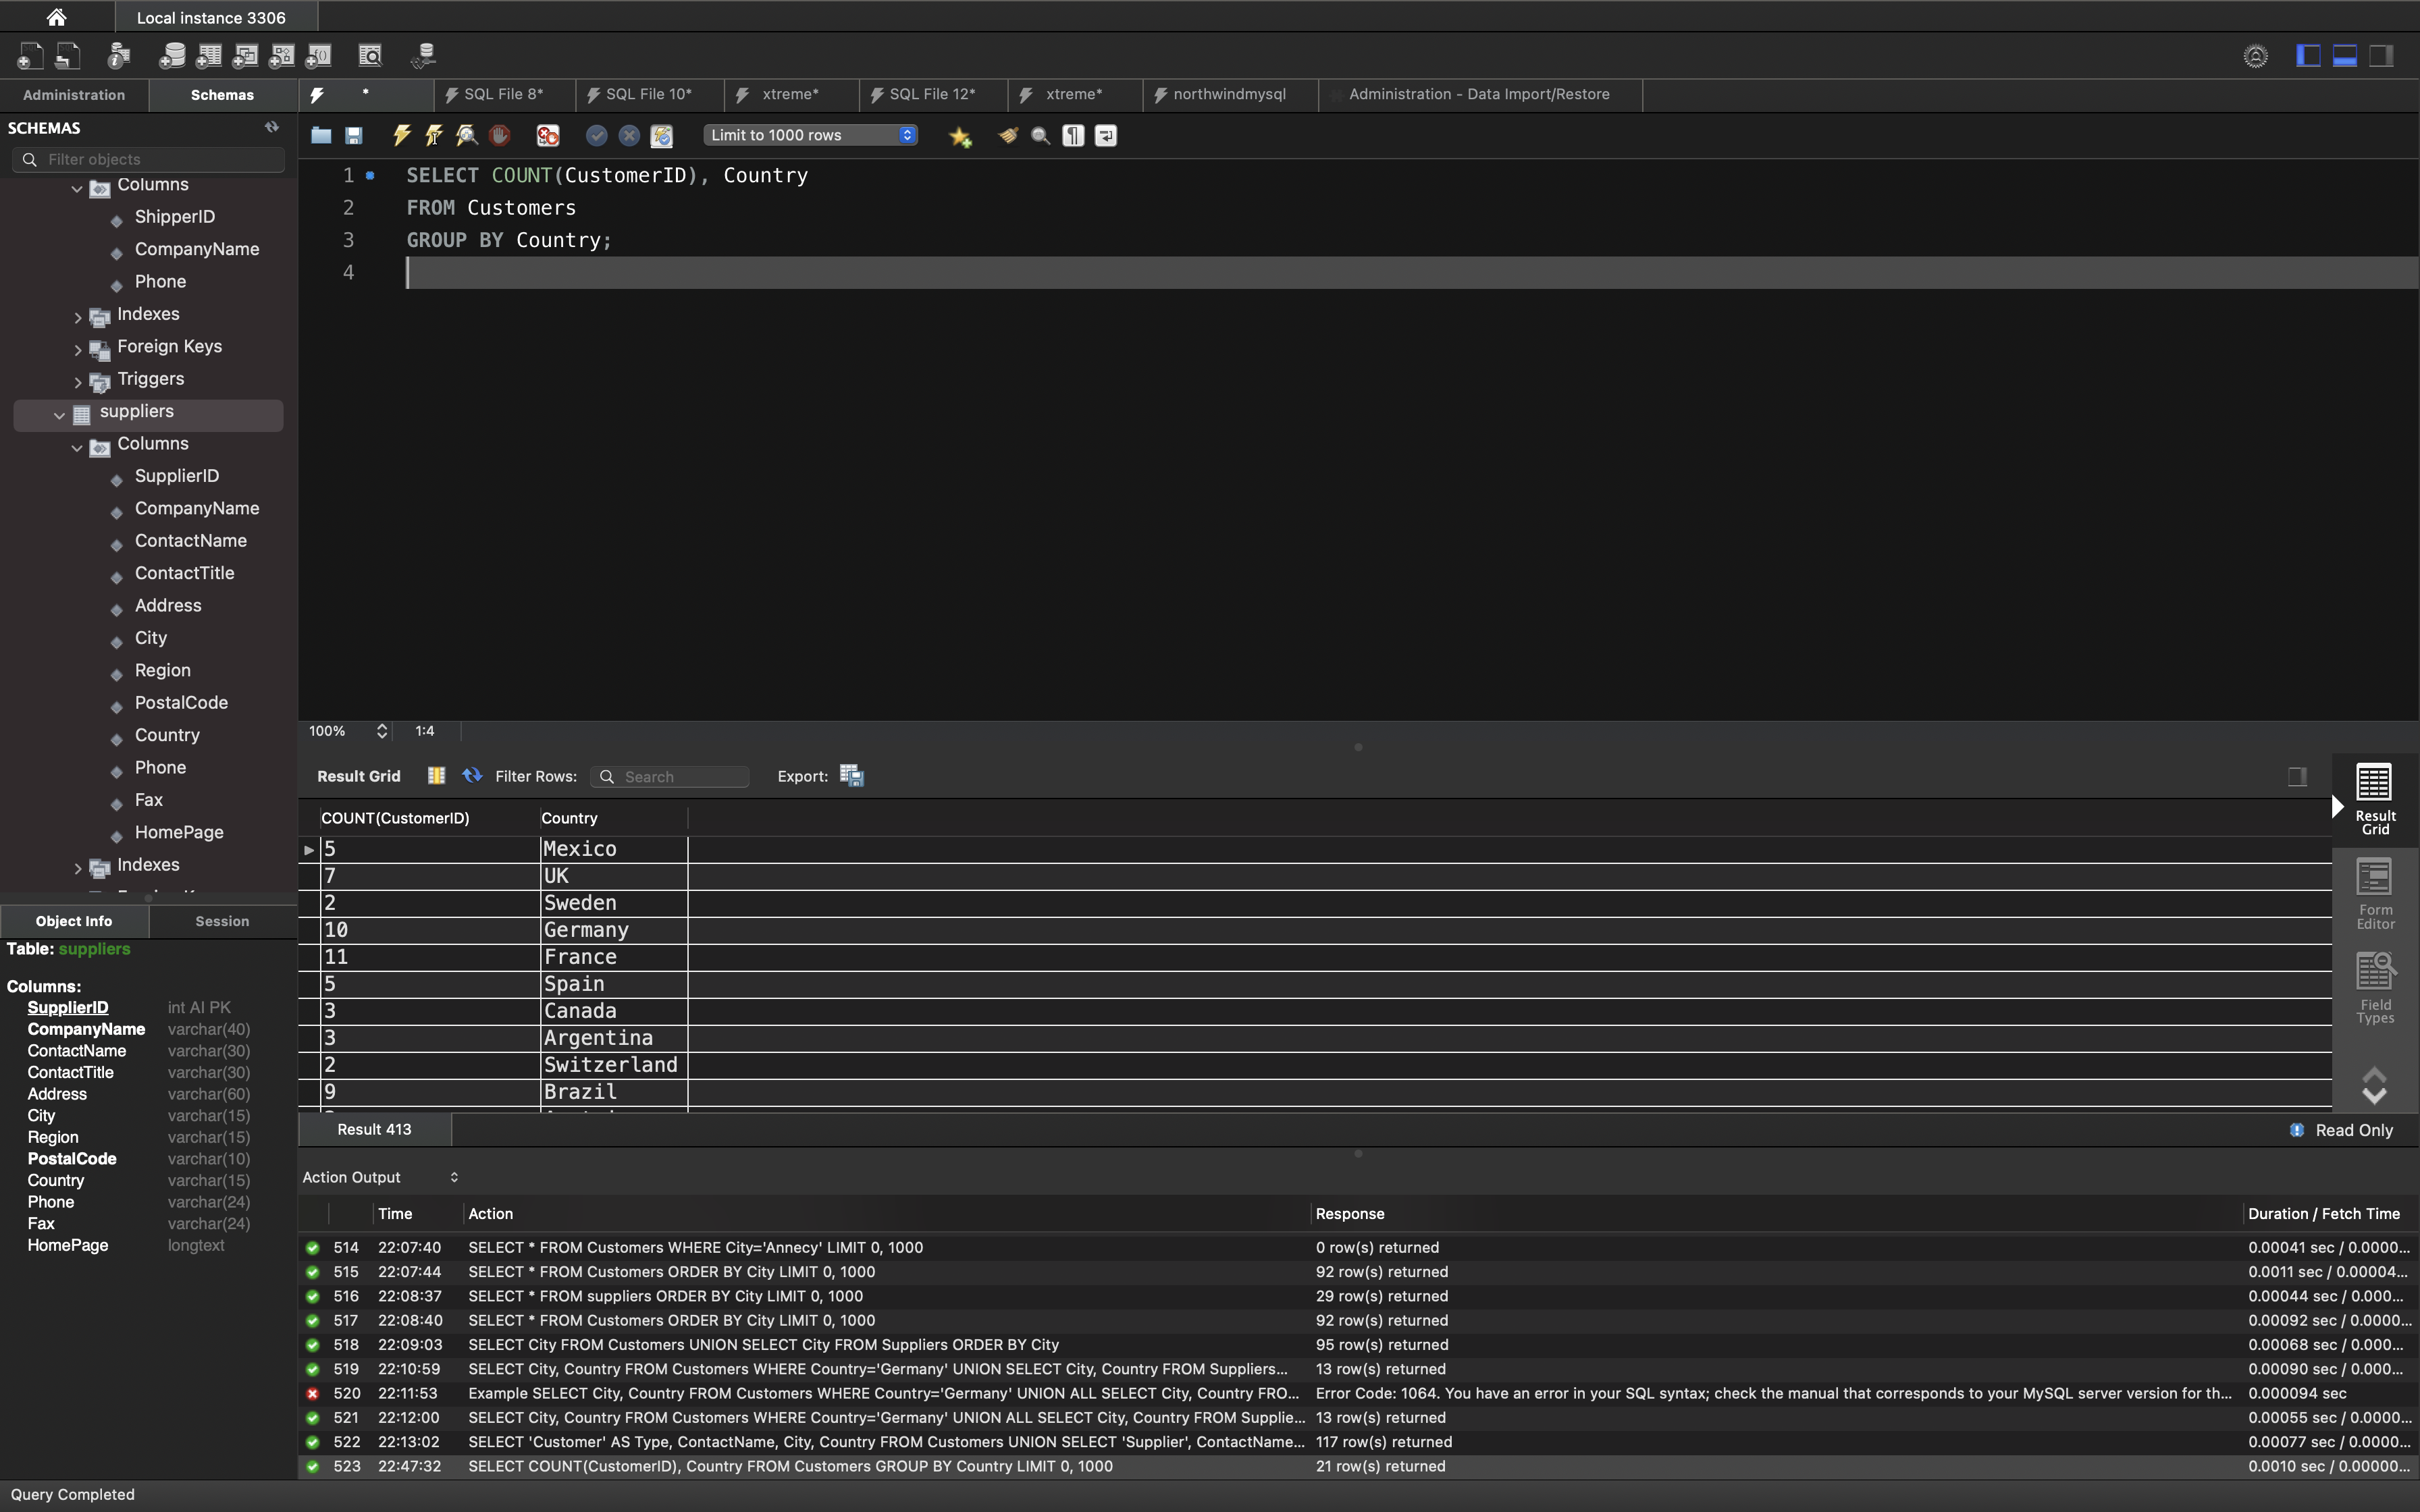 Local instance 3306
Administration
Schemas
*
SQL File 8*
SQL File 10*
xtreme*
SQL File 12*
xtreme*
northwindmysql
Administration - Data Import/Restore
SCHEMAS
Filter objects
Columns
ShipperID
CompanyName
Phone
Indexes
Foreign Keys
Triggers
suppliers
Columns
SupplierID
CompanyName
ContactName
ContactTitle
Address
City
Region
PostalCode
Country
Phone
Fax
HomePage
Indexes
Object Info
Session
Table: suppliers
Columns:
SupplierID int AI PK
CompanyName varchar(40)
ContactName varchar(30)
ContactTitle varchar(30)
Address varchar(60)
City varchar(15)
Region varchar(15)
PostalCode varchar(10)
Country varchar(15)
Phone varchar(24)
Fax varchar(24)
HomePage longtext
Limit to 1000 rows
1 SELECT COUNT(CustomerID), Country
2 FROM Customers
3 GROUP BY Country;
4
100% 1:4
Result Grid Filter Rows: Search Export:
COUNT(CustomerID) Country
5 Mexico
7 UK
2 Sweden
10 Germany
11 France
5 Spain
3 Canada
3 Argentina
2 Switzerland
9 Brazil
Result
Grid
Form
Editor
Field
Types
Result 413
Read Only
Action Output
Time Action Response Duration / Fetch Time
514 22:07:40 SELECT * FROM Customers WHERE City='Annecy' LIMIT 0, 1000 0 row(s) returned 0.00041 sec / 0.0000...
515 22:07:44 SELECT * FROM Customers ORDER BY City LIMIT 0, 1000 92 row(s) returned 0.0011 sec / 0.00004...
516 22:08:37 SELECT * FROM suppliers ORDER BY City LIMIT 0, 1000 29 row(s) returned 0.00044 sec / 0.000...
517 22:08:40 SELECT * FROM Customers ORDER BY City LIMIT 0, 1000 92 row(s) returned 0.00092 sec / 0.0000...
518 22:09:03 SELECT City FROM Customers UNION SELECT City FROM Suppliers ORDER BY City 95 row(s) returned 0.00068 sec / 0.000...
519 22:10:59 SELECT City, Country FROM Customers WHERE Country='Germany' UNION SELECT City, Country FROM Suppliers... 13 row(s) returned 0.00090 sec / 0.000...
520 22:11:53 Example SELECT City, Country FROM Customers WHERE Country='Germany' UNION ALL SELECT City, Country FRO... Error Code: 1064. You have an error in your SQL syntax; check the manual that corresponds to your MySQL server version for th... 0.000094 sec
521 22:12:00 SELECT City, Country FROM Customers WHERE Country='Germany' UNION ALL SELECT City, Country FROM Supplie... 13 row(s) returned 0.00055 sec / 0.0000...
522 22:13:02 SELECT 'Customer' AS Type, ContactName, City, Country FROM Customers UNION SELECT 'Supplier', ContactName... 117 row(s) returned 0.00077 sec / 0.0000...
523 22:47:32 SELECT COUNT(CustomerID), Country FROM Customers GROUP BY Country LIMIT 0, 1000 21 row(s) returned 0.0010 sec / 0.00000...
Query Completed